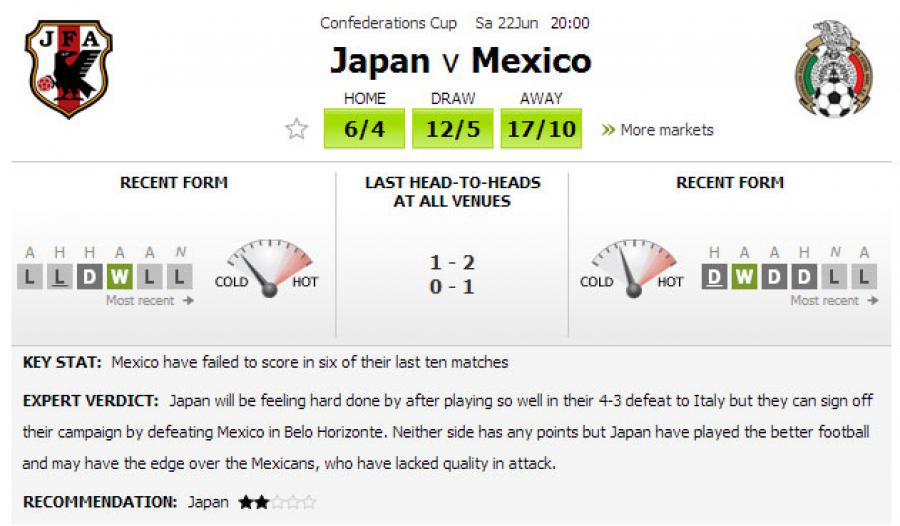 JFA
Confederations Cup Sa 22Jun 20:00
Japan v Mexico
HOME DRAW AWAY
6/4 12/5 17/10 » More markets
RECENT FORM
A H H A A N
L L D W L L
Most recent →
COLD HOT
LAST HEAD-TO-HEADS
AT ALL VENUES
1 - 2
0 - 1
RECENT FORM
COLD HOT
H A A H N A
D W D D L L
Most recent →
KEY STAT: Mexico have failed to score in six of their last ten matches
EXPERT VERDICT: Japan will be feeling hard done by after playing so well in their 4-3 defeat to Italy but they can sign off
their campaign by defeating Mexico in Belo Horizonte. Neither side has any points but Japan have played the better football
and may have the edge over the Mexicans, who have lacked quality in attack.
RECOMMENDATION: Japan ★★☆☆☆